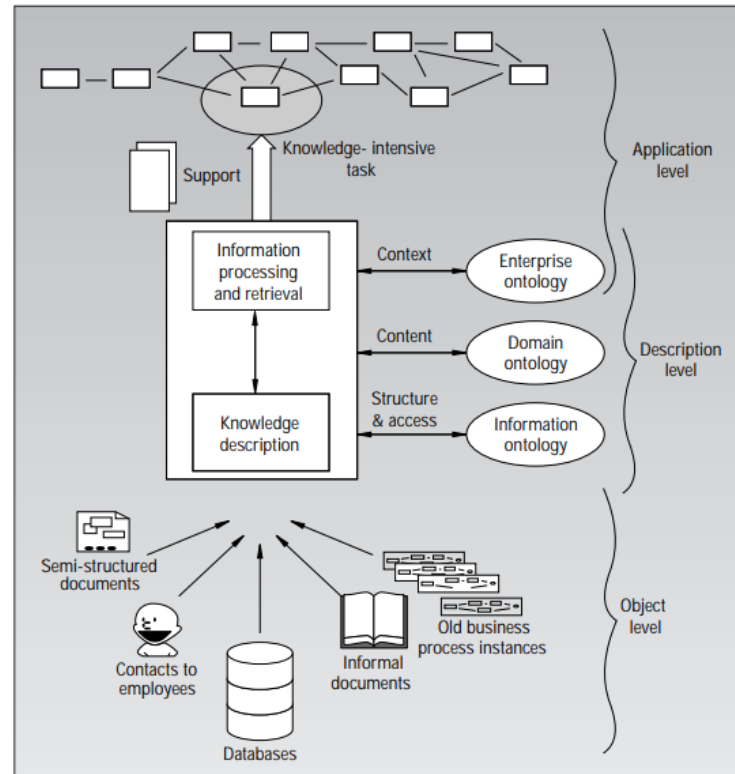 Support
Knowledge- intensive
task
Application
level
Information
processing
and retrieval
Context
Enterprise
ontology
Content
Domain
ontology
Description
level
Structure
& access
Knowledge
description
Information
ontology
Semi-structured
documents
Contacts to
employees
Databases
Informal
documents
Old business
process instances
Object
level